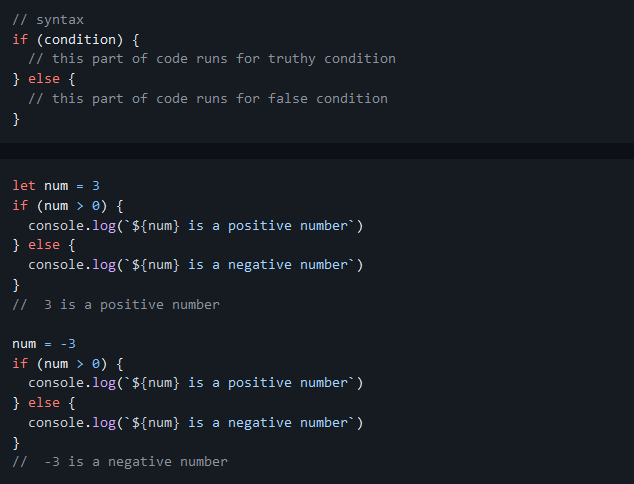 // syntax
if (condition) {
  // this part of code runs for truthy condition
} else {
  // this part of code runs for false condition
}
let num = 3
if (num > 0) {
  console.log(`${num} is a positive number`)
} else {
  console.log(`${num} is a negative number`)
}
//  3 is a positive number
num = -3
if (num > 0) {
  console.log(`${num} is a positive number`)
} else {
  console.log(`${num} is a negative number`)
}
//  -3 is a negative number